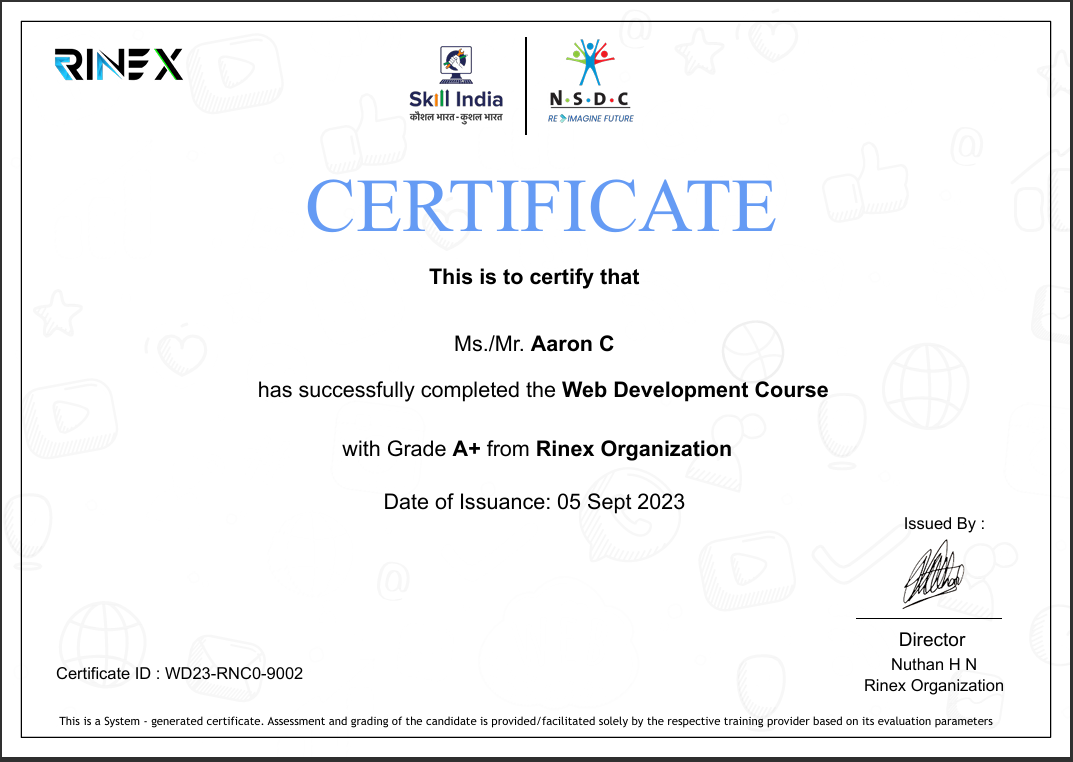 RINEX
Skill India
कौशल भारत - कुशल भारत
N·S·D·C
RE IMAGINE FUTURE
CERTIFICATE
This is to certify that
Ms./Mr. Aaron C
has successfully completed the Web Development Course
with Grade A+ from Rinex Organization
Date of Issuance: 05 Sept 2023
Issued By :
Director
Nuthan H N
Rinex Organization
Certificate ID : WD23-RNC0-9002
This is a System - generated certificate. Assessment and grading of the candidate is provided/facilitated solely by the respective training provider based on its evaluation parameters